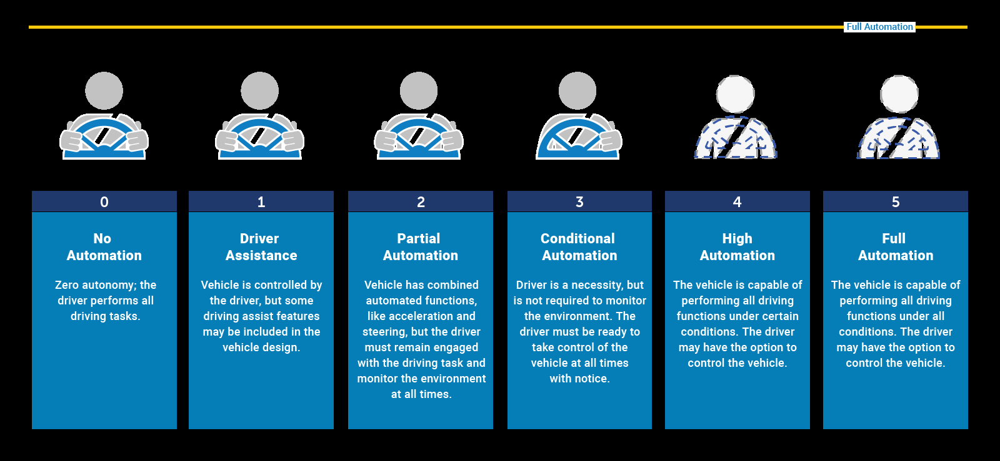 Full Automation
0
No
Automation
Zero autonomy; the
driver performs all
driving tasks.
1
Driver
Assistance
Vehicle is controlled by
the driver, but some
driving assist features
may be included in the
vehicle design.
2
Partial
Automation
Vehicle has combined
automated functions,
like acceleration and
steering, but the driver
must remain engaged
with the driving task and
monitor the environment
at all times.
3
Conditional
Automation
Driver is a necessity, but
is not required to monitor
the environment. The
driver must be ready to
take control of the
vehicle at all times
with notice.
4
High
Automation
The vehicle is capable of
performing all driving
functions under certain
conditions. The driver
may have the option to
control the vehicle.
5
Full
Automation
The vehicle is capable of
performing all driving
functions under all
conditions. The driver
may have the option to
control the vehicle.